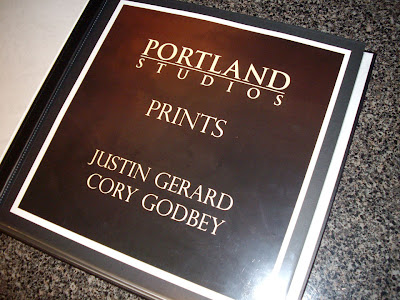 PORTLAND
STUDIOS
PRINTS
JUSTIN GERARD
CORY GODBEY